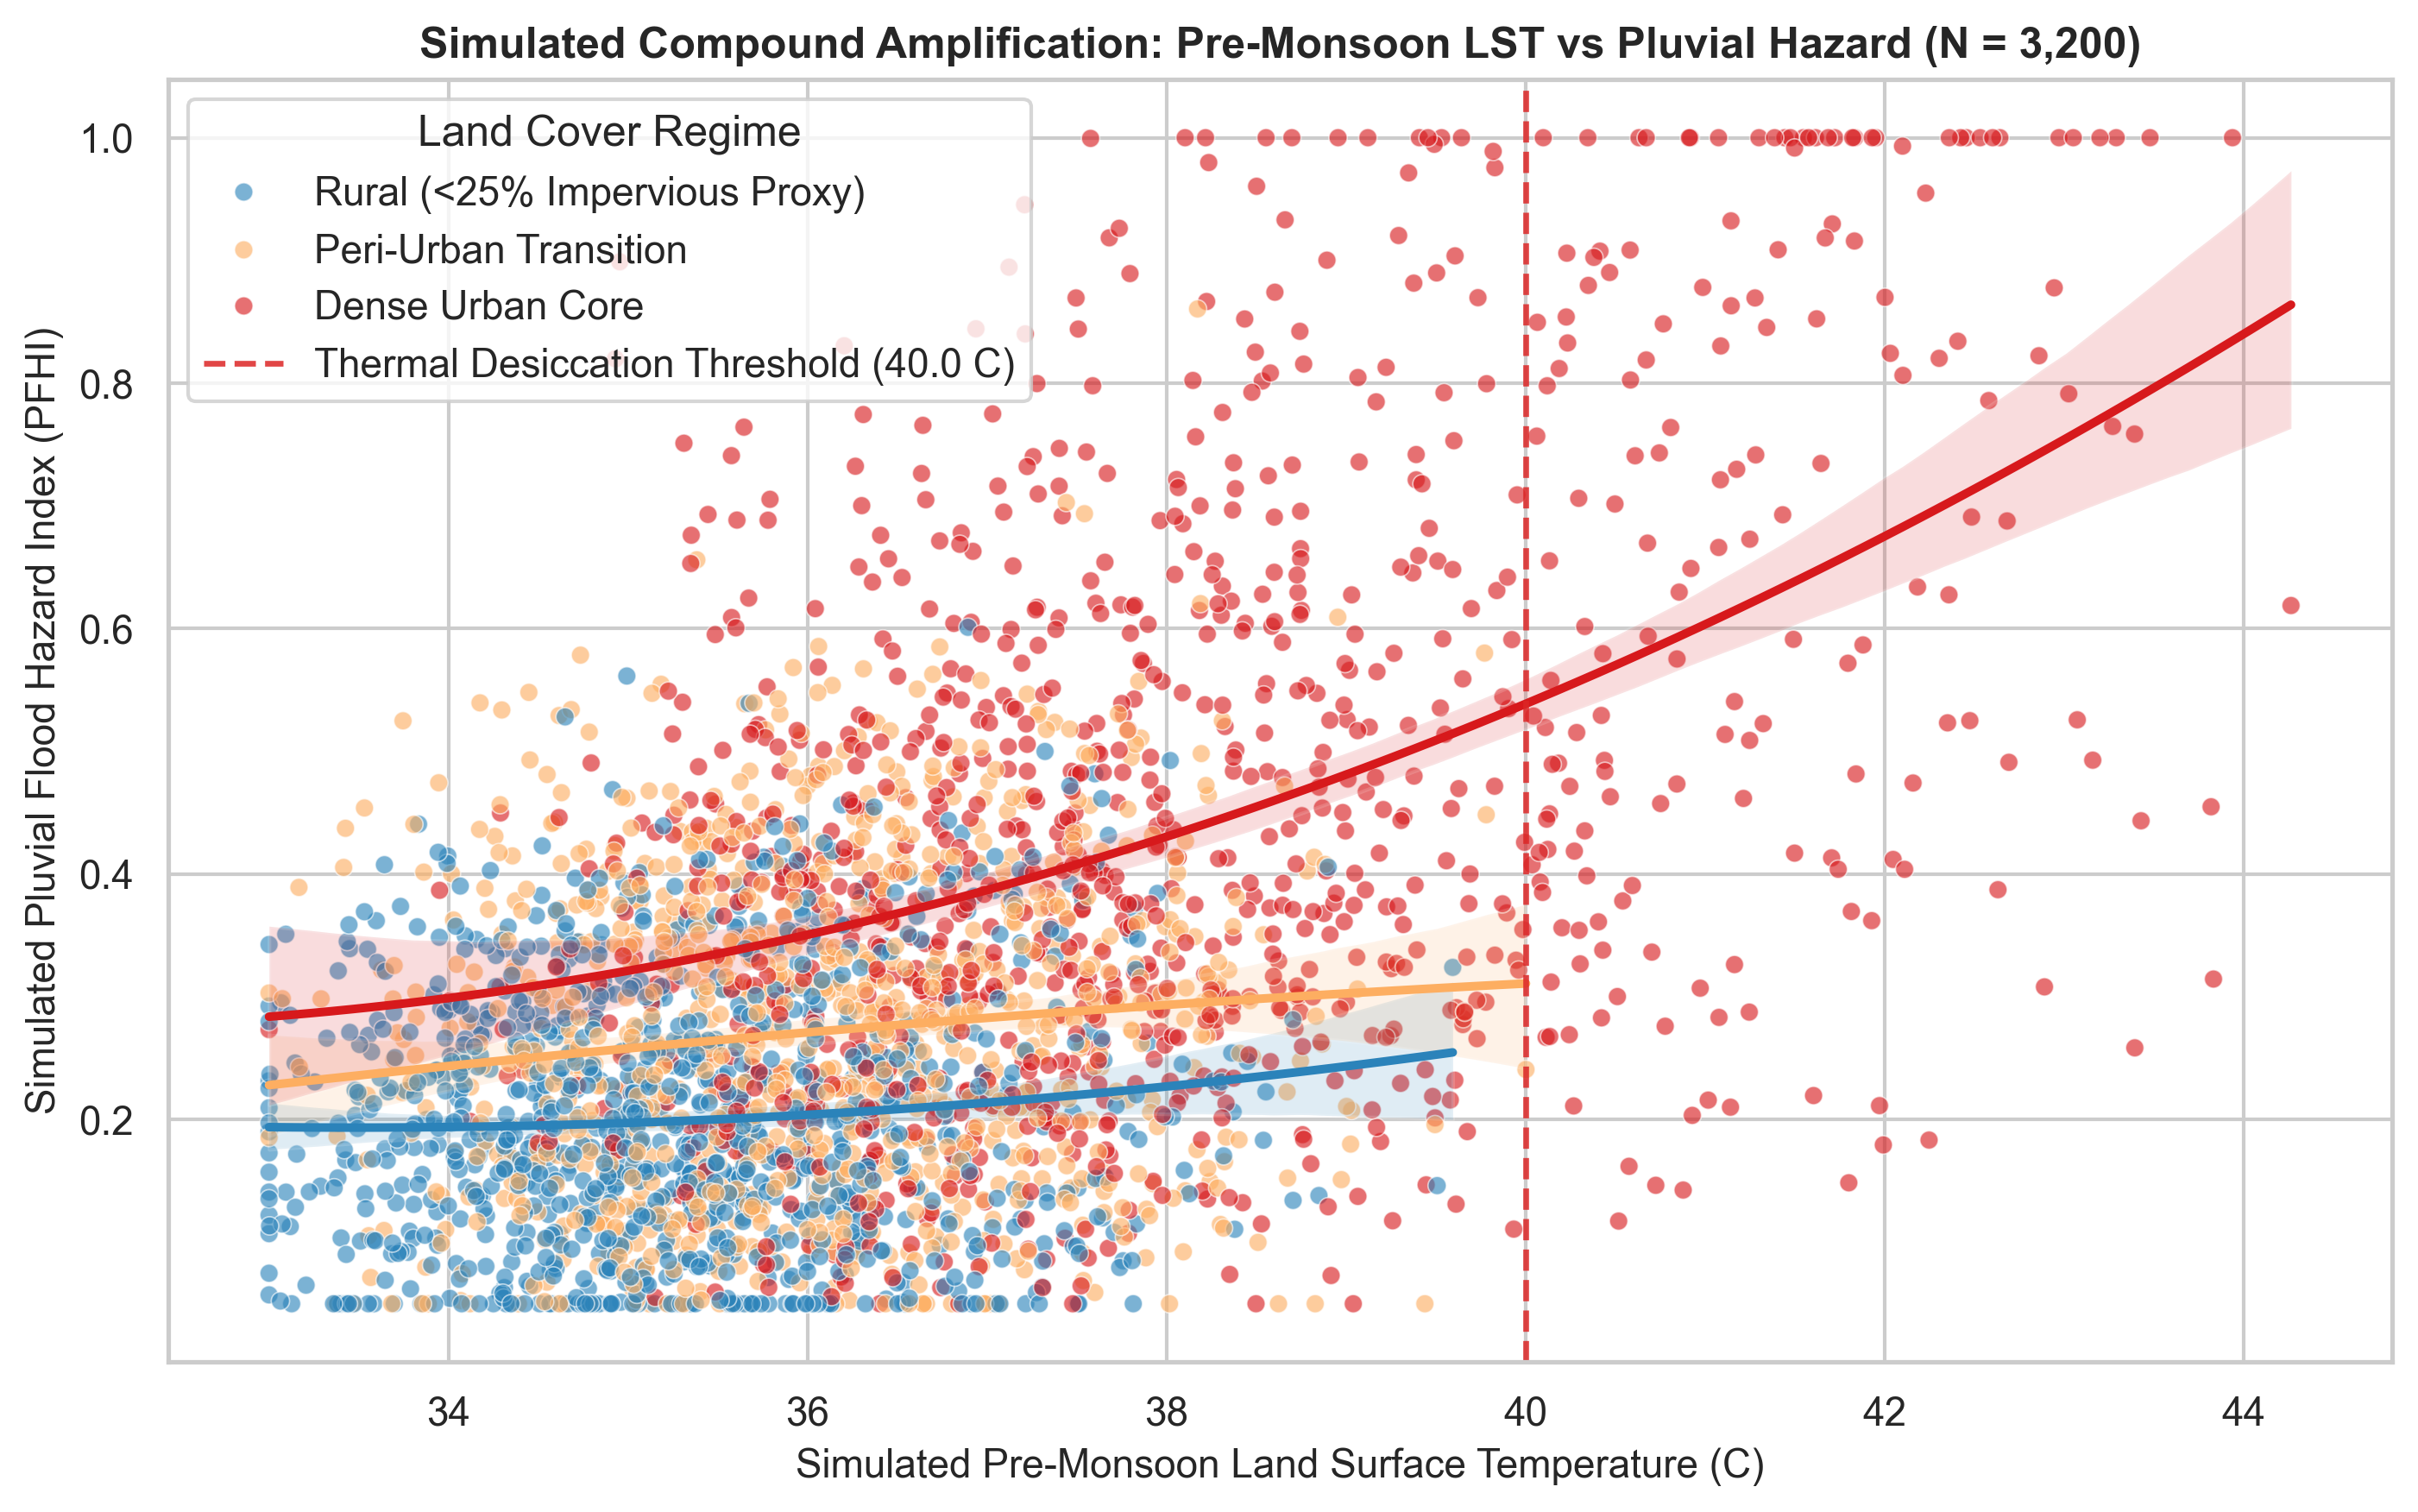 Simulated Compound Amplification: Pre-Monsoon LST vs Pluvial Hazard (N = 3,200)
Land Cover Regime
Rural (<25% Impervious Proxy)
Peri-Urban Transition
Dense Urban Core
Thermal Desiccation Threshold (40.0 C)
Simulated Pluvial Flood Hazard Index (PFHI)
1.0
0.8
0.6
0.4
0.2
34 36 38 40 42 44
Simulated Pre-Monsoon Land Surface Temperature (C)